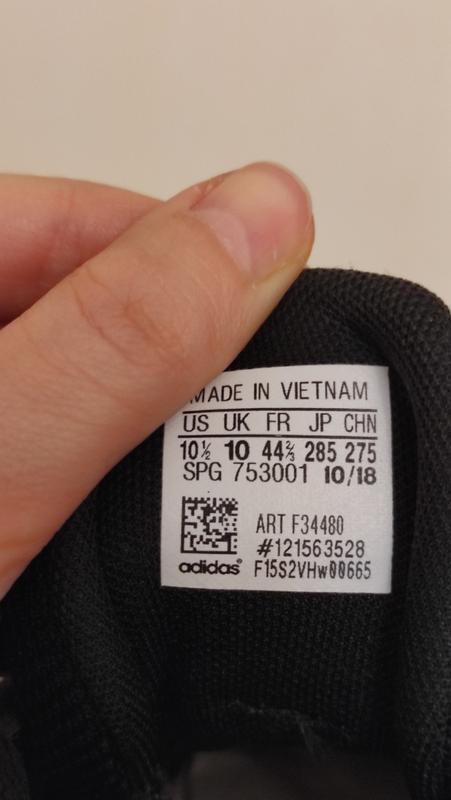 MADE IN VIETNAM
US UK FR JP CHN
10½ 10 44⅔ 285 275
SPG 753001 10/18
ART F34480
#121563528
adidas® F15S2VHw00665